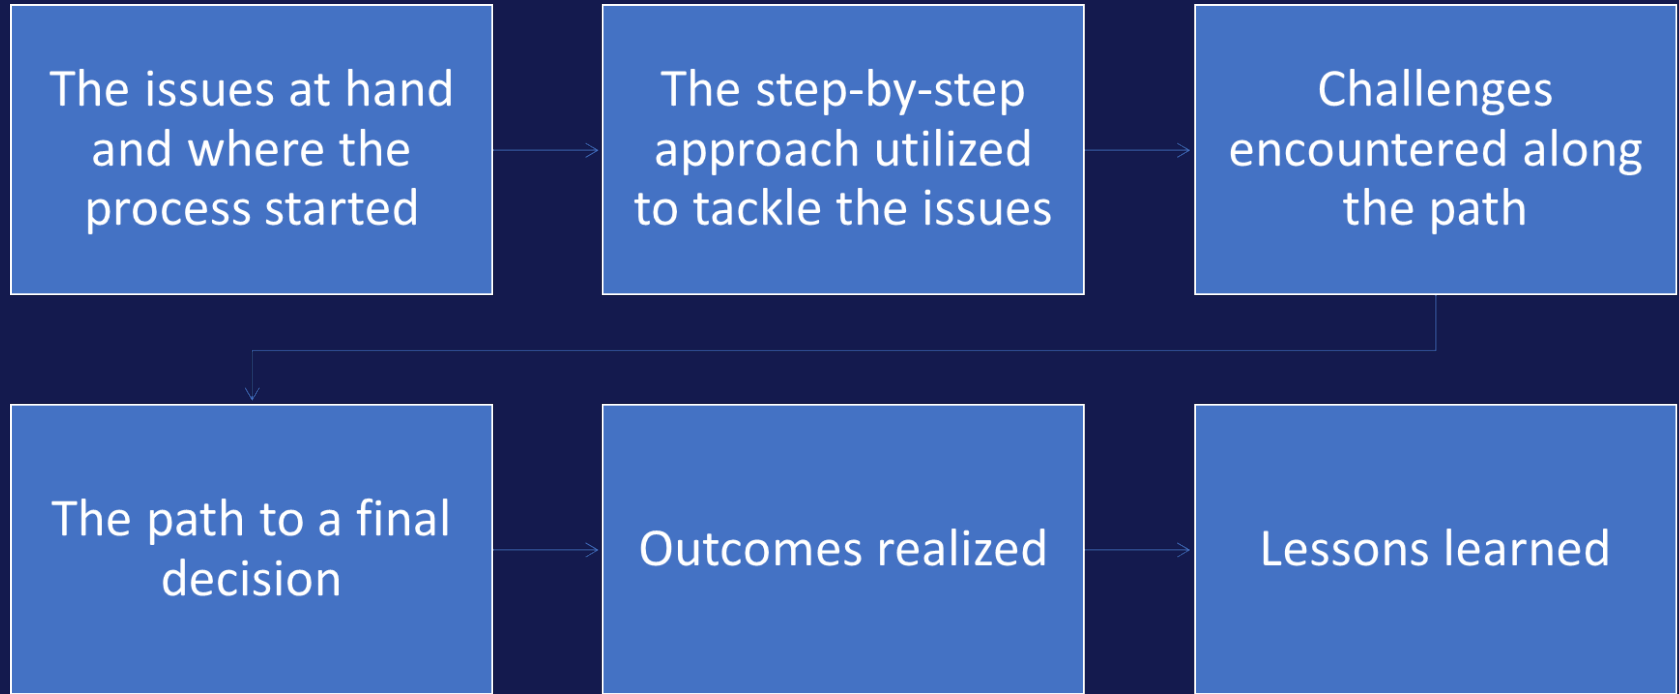 The issues at hand
and where the
process started
The step-by-step
approach utilized
to tackle the issues
Challenges
encountered along
the path
The path to a final
decision
Outcomes realized
Lessons learned